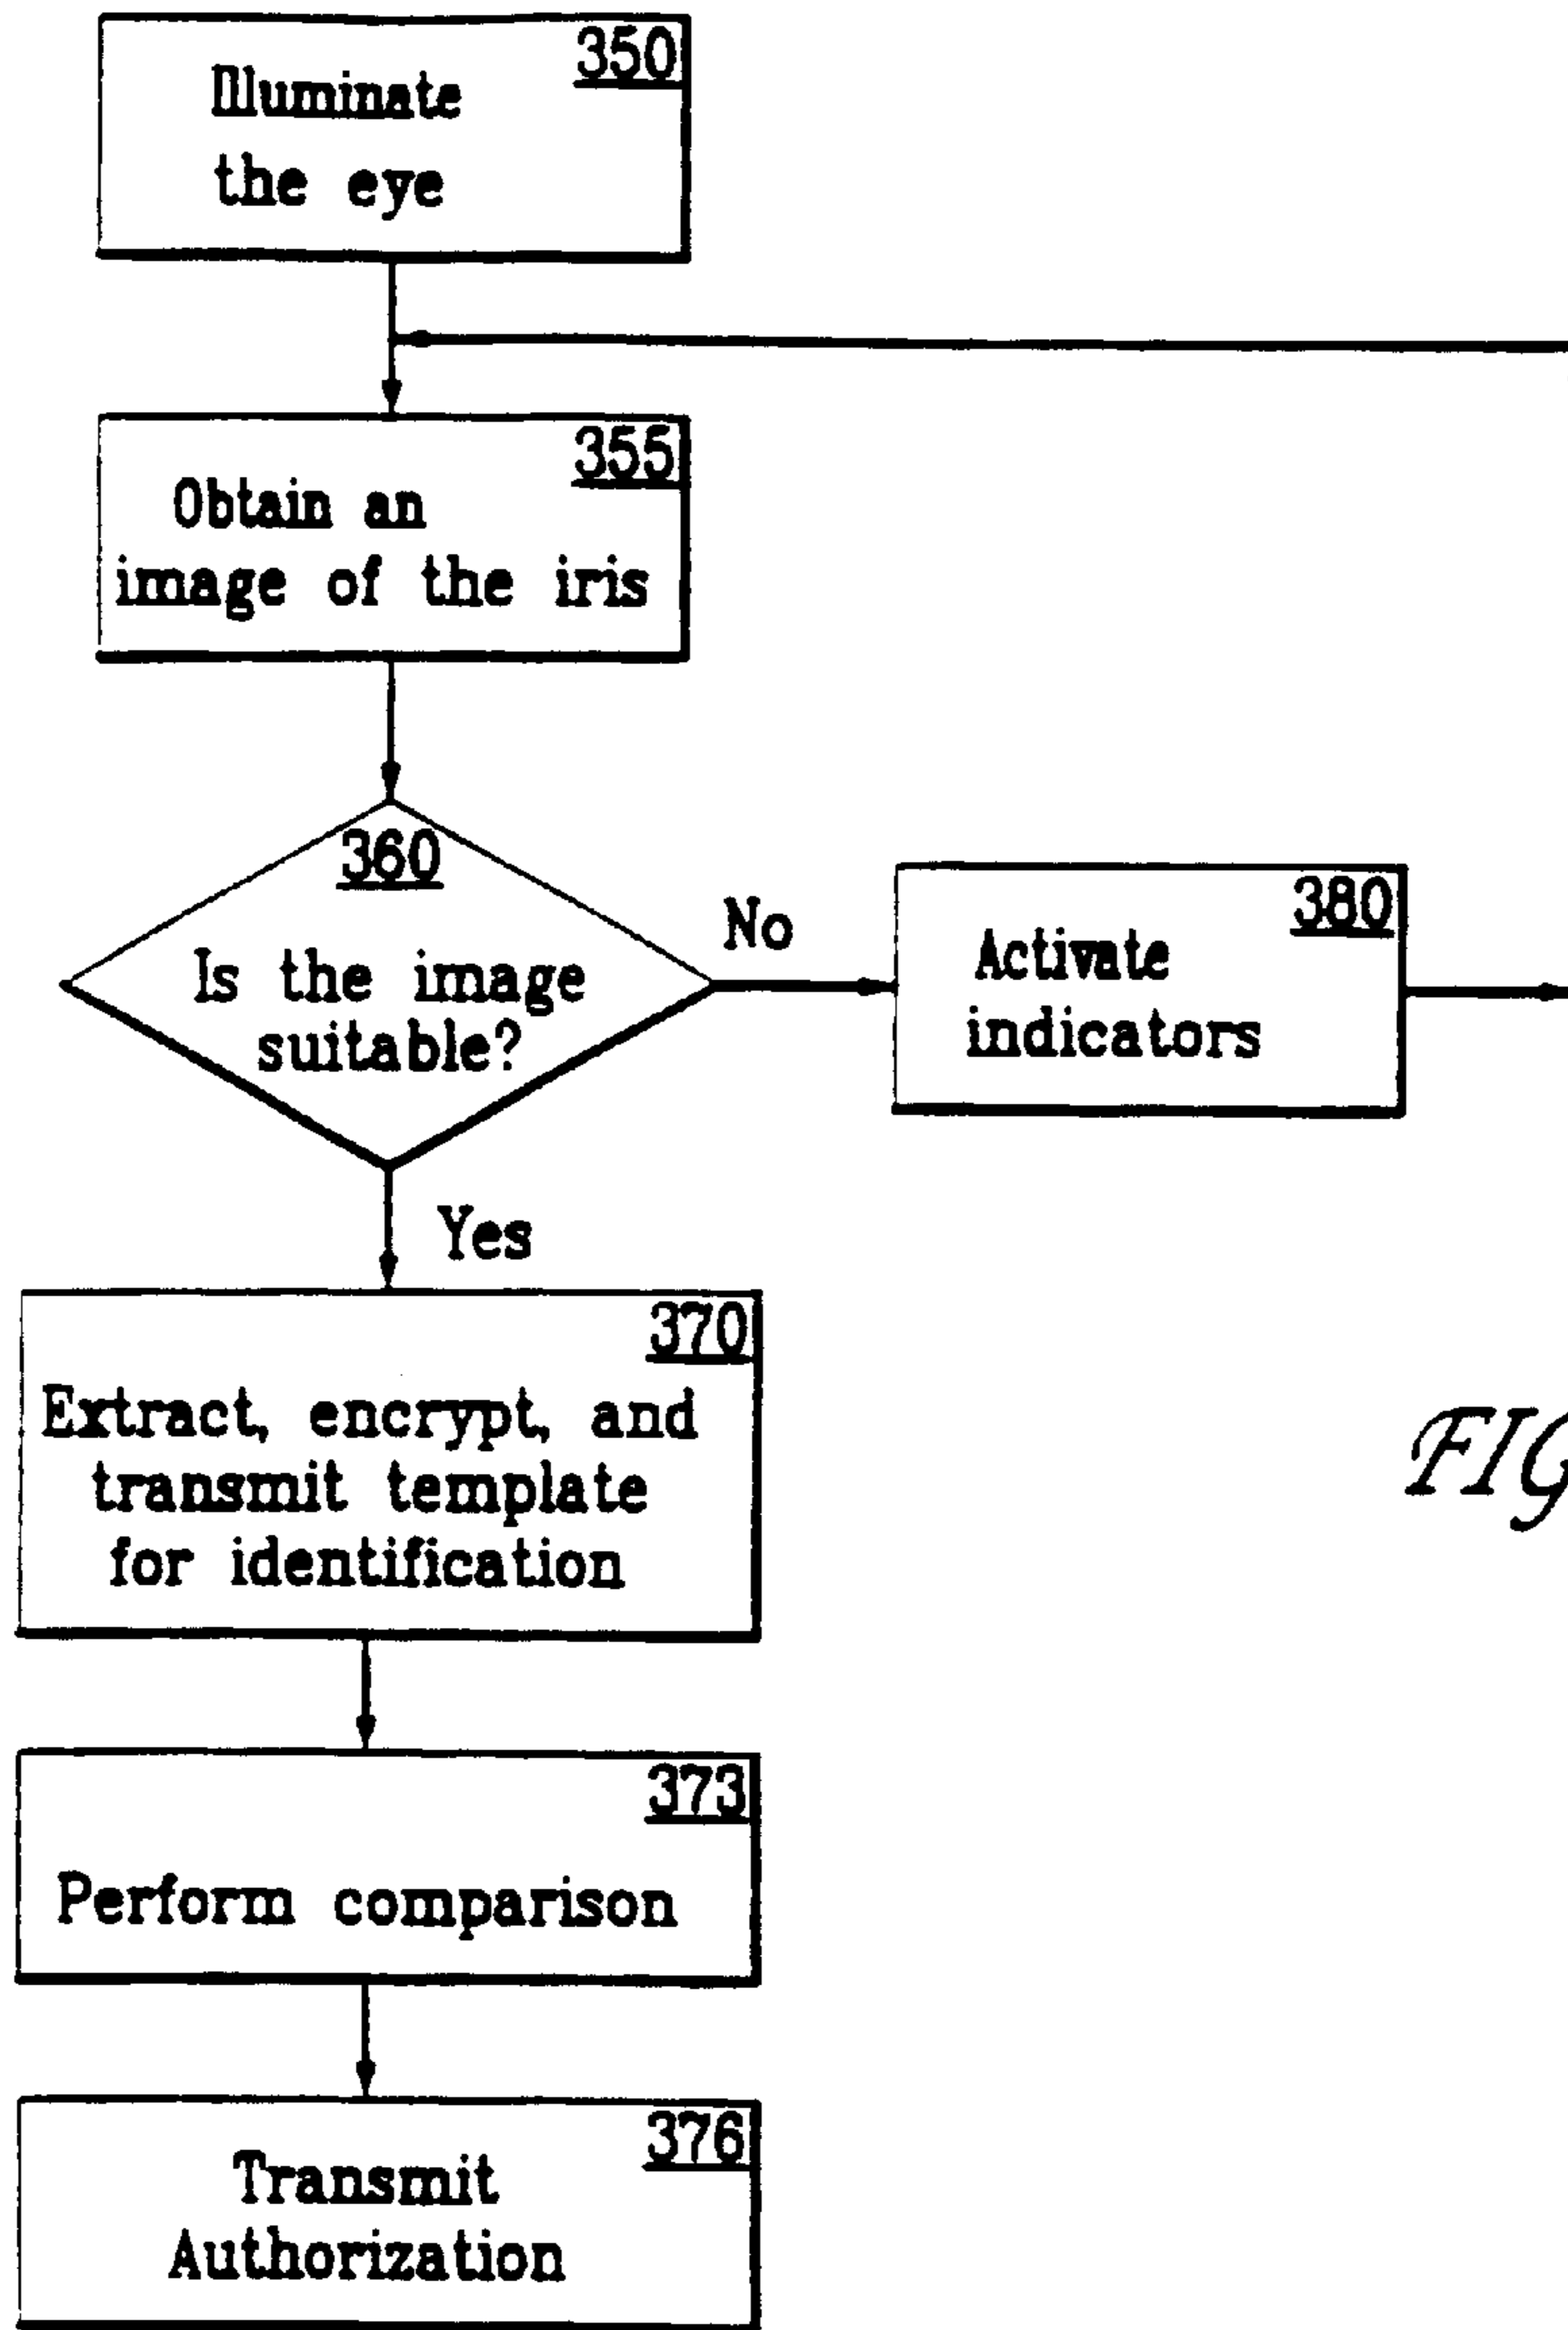 350
Illuminate
the eye
355
Obtain an
image of the iris
360
Is the image
suitable?
No
380
Activate
indicators
Yes
370
Extract, encrypt, and
transmit template
for identification
FIG
373
Perform comparison
376
Transmit
Authorization